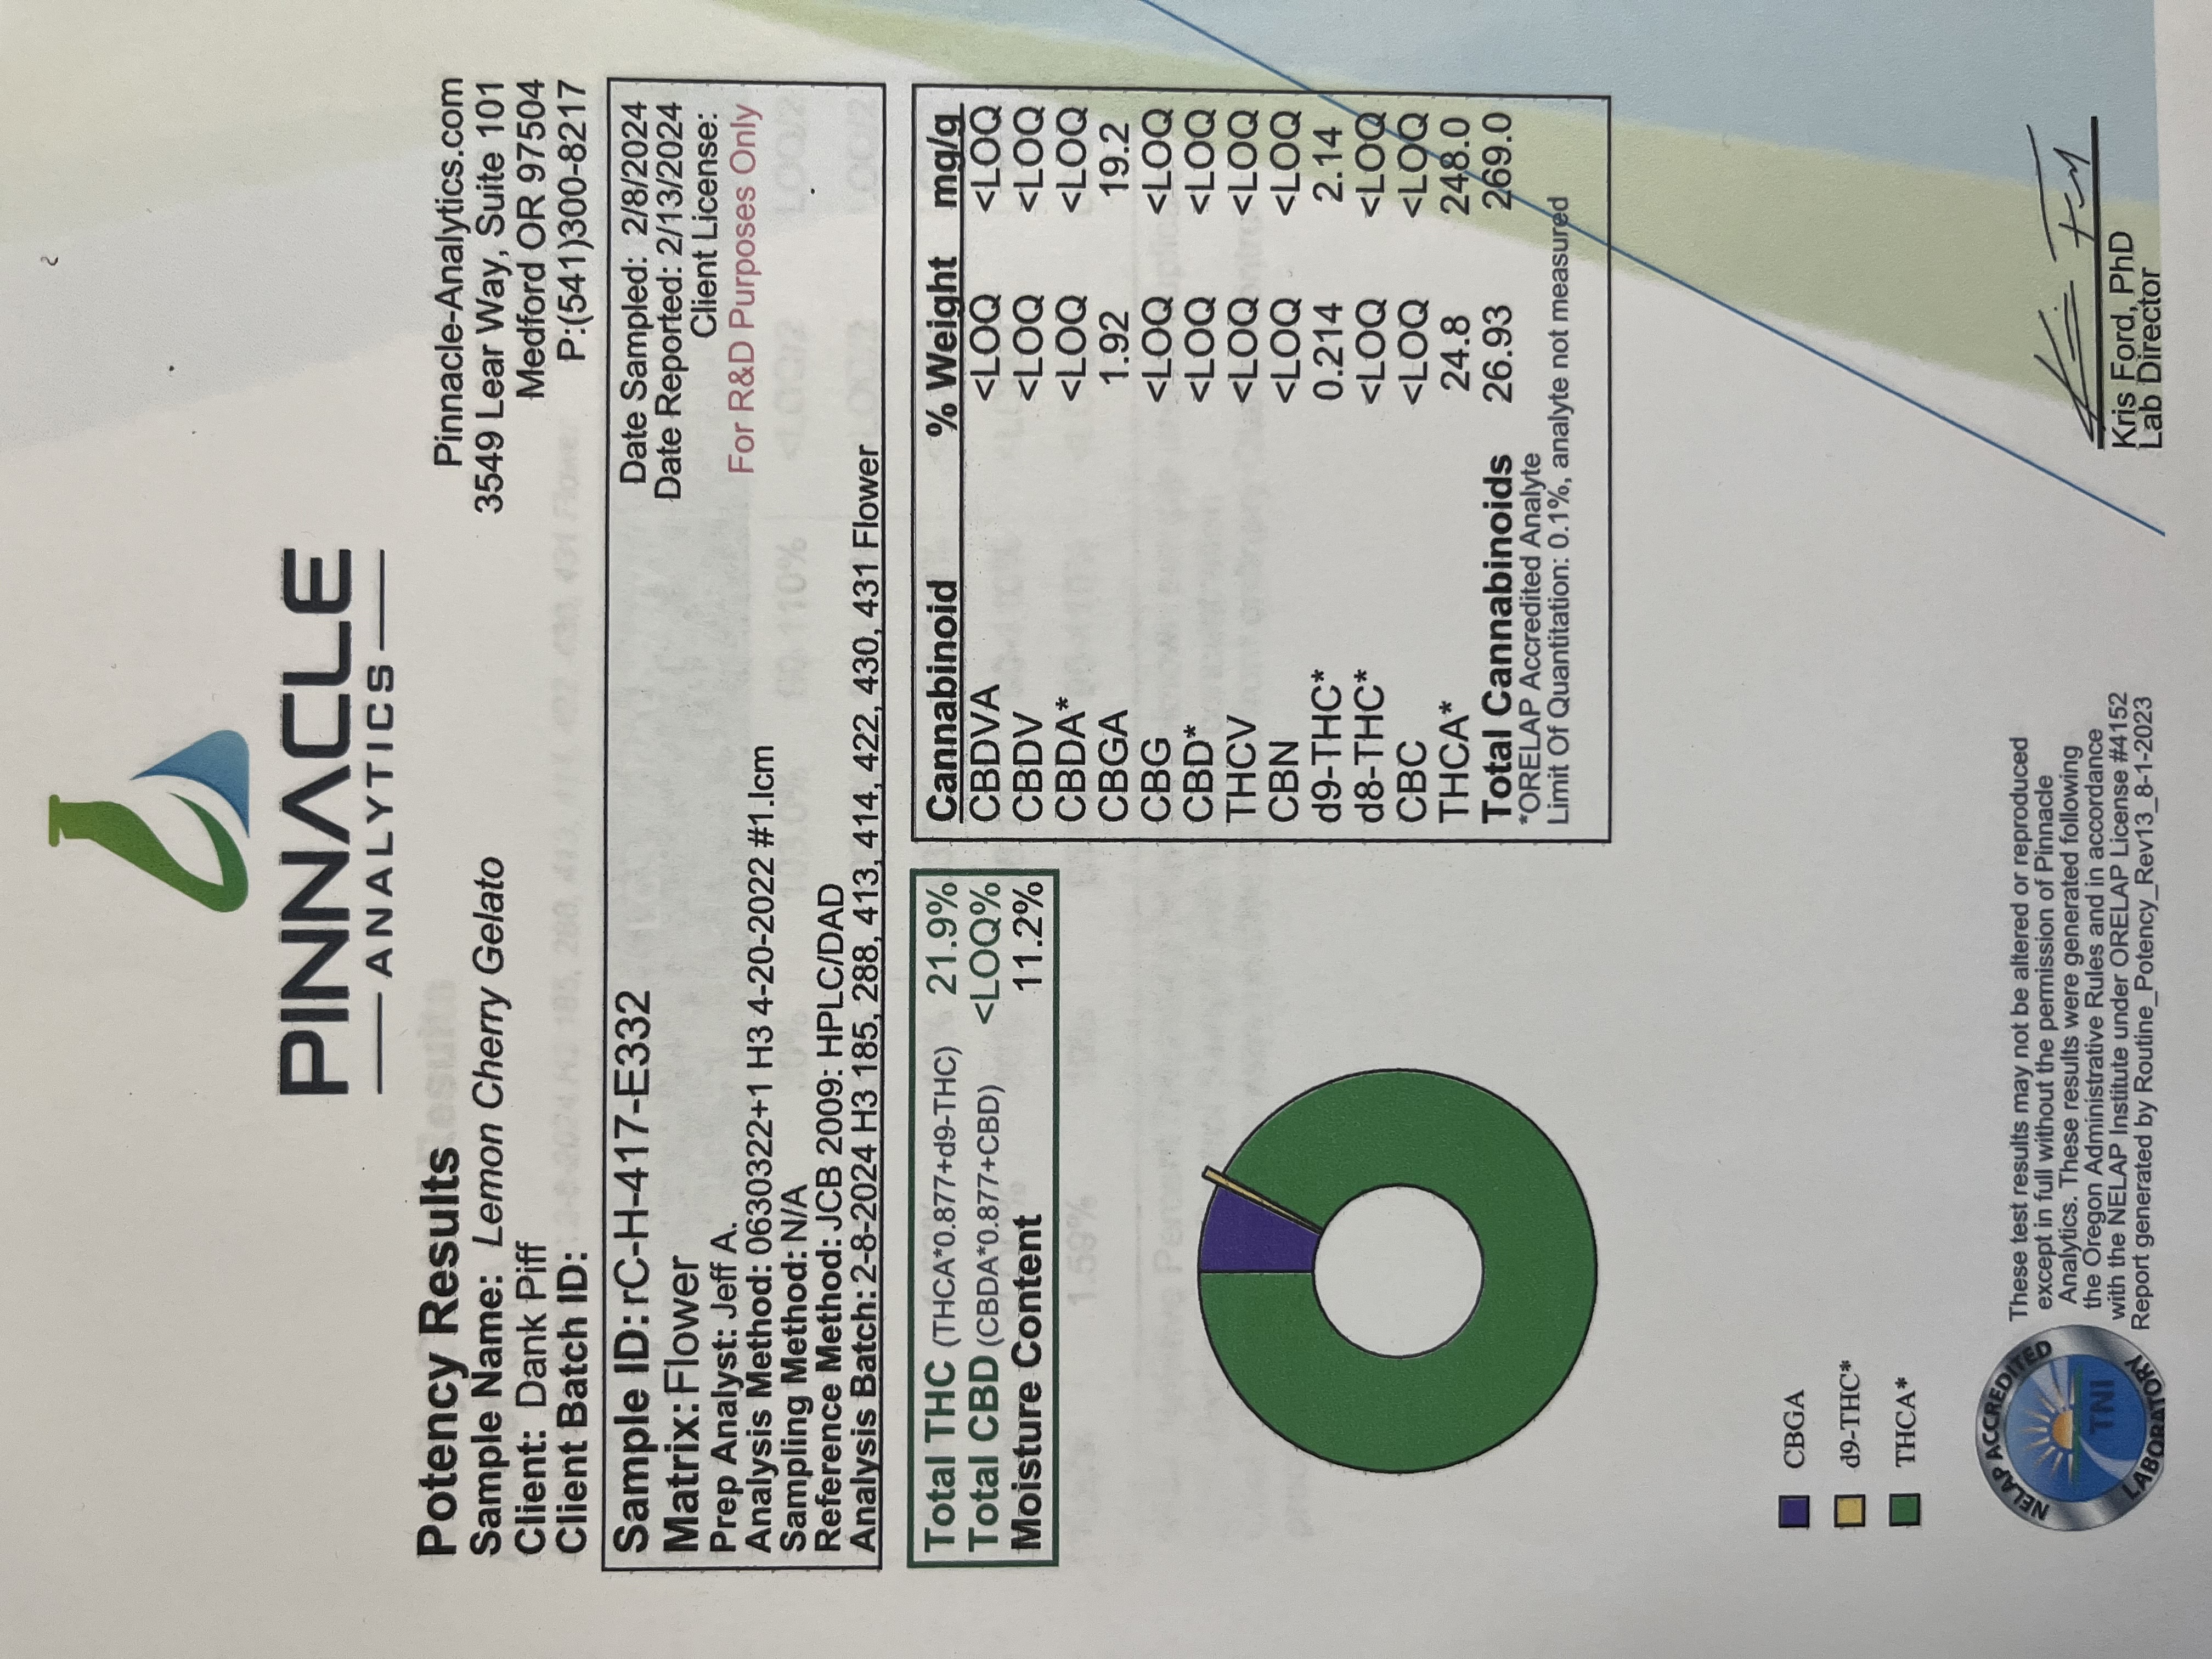 PINNACLE
ANALYTICS
Potency Results
Sample Name: Lemon Cherry Gelato
Client: Dank Piff
Client Batch ID:
Pinnacle-Analytics.com
3549 Lear Way, Suite 101
Medford OR 97504
P:(541)300-8217
Sample ID: rC-H-417-E332
Matrix: Flower
Prep Analyst: Jeff A.
Analysis Method: 06330322+1 H3 4-20-2022 #1.lcm
Sampling Method: N/A
Reference Method: JCB 2009: HPLC/DAD
Analysis Batch: 2-8-2024 H3 185, 288, 413, 414, 422, 430, 431 Flower
Date Sampled: 2/8/2024
Date Reported: 2/13/2024
Client License:
For R&D Purposes Only
Total THC (THCA*0.877+d9-THC) 21.9%
Total CBD (CBDA*0.877+CBD) <LOQ%
Moisture Content 11.2%
Cannabinoid % Weight mg/g
CBDVA <LOQ <LOQ
CBDV <LOQ <LOQ
CBDA* <LOQ <LOQ
CBGA 1.92 19.2
CBG <LOQ <LOQ
CBD* <LOQ <LOQ
THCV <LOQ <LOQ
CBN <LOQ <LOQ
d9-THC* 0.214 2.14
d8-THC* <LOQ <LOQ
CBC <LOQ <LOQ
THCA* 24.8 248.0
Total Cannabinoids 26.93 269.0
*ORELAP Accredited Analyte
Limit Of Quantitation: 0.1%, analyte not measured
CBGA
d9-THC*
THCA*
NELAP ACCREDITED
TNI
LABORATORY
These test results may not be altered or reproduced
except in full without the permission of Pinnacle
Analytics. These results were generated following
the Oregon Administrative Rules and in accordance
with the NELAP Institute under ORELAP License #4152
Report generated by Routine_Potency_Rev13_8-1-2023
Kris Ford, PhD
Lab Director